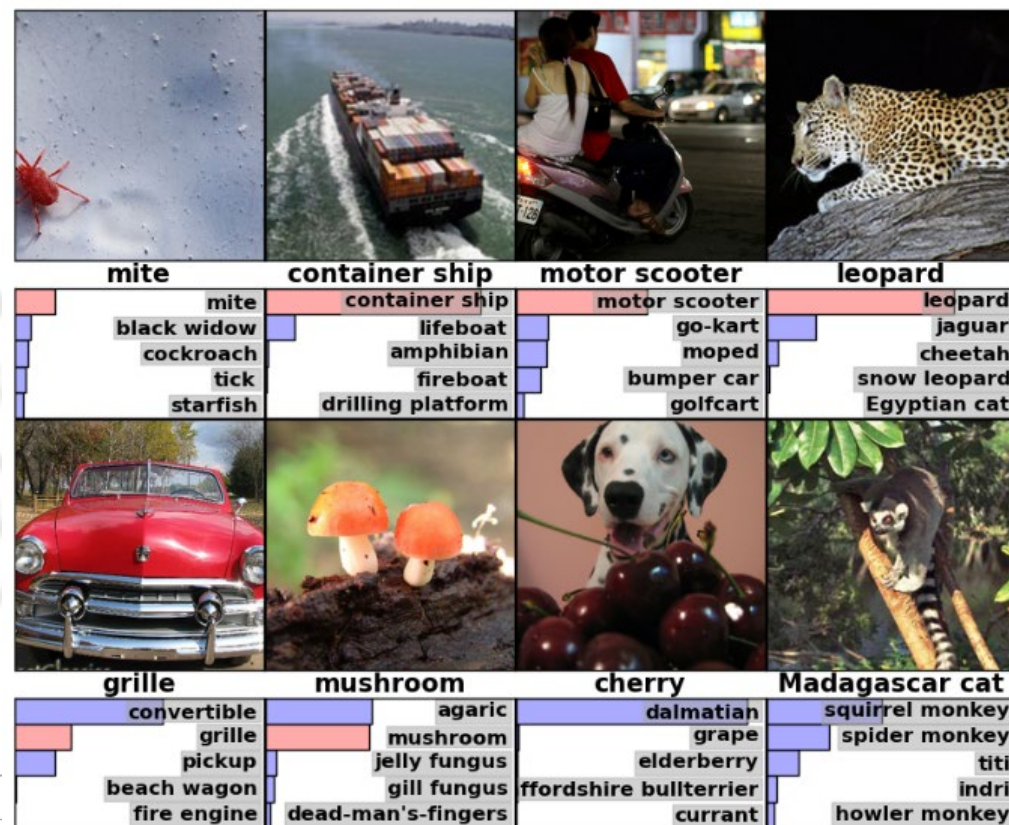 mite container ship motor scooter leopard
mite container ship motor scooter leopard
black widow lifeboat go-kart jaguar
cockroach amphibian moped cheetah
tick fireboat bumper car snow leopard
starfish drilling platform golfcart Egyptian cat
grille mushroom cherry Madagascar cat
convertible agaric dalmatian squirrel monkey
grille mushroom grape spider monkey
pickup jelly fungus elderberry titi
beach wagon gill fungus ffordshire bullterrier indri
fire engine dead-man's-fingers currant howler monkey